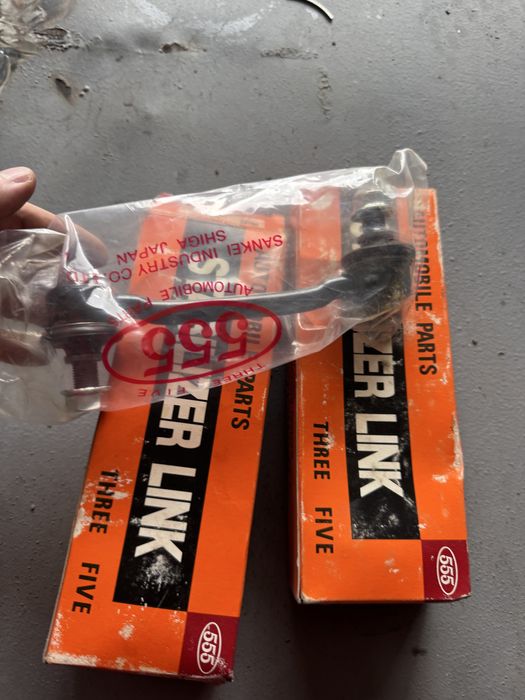 THREE FIVE
555
AUTOMOBILE
SANKEI INDUSTRY CO., LTD.
SHIGA JAPAN
PARTS
ZER LINK
THREE FIVE
555
AUTOMOBILE PARTS
ZER LINK
THREE FIVE
555